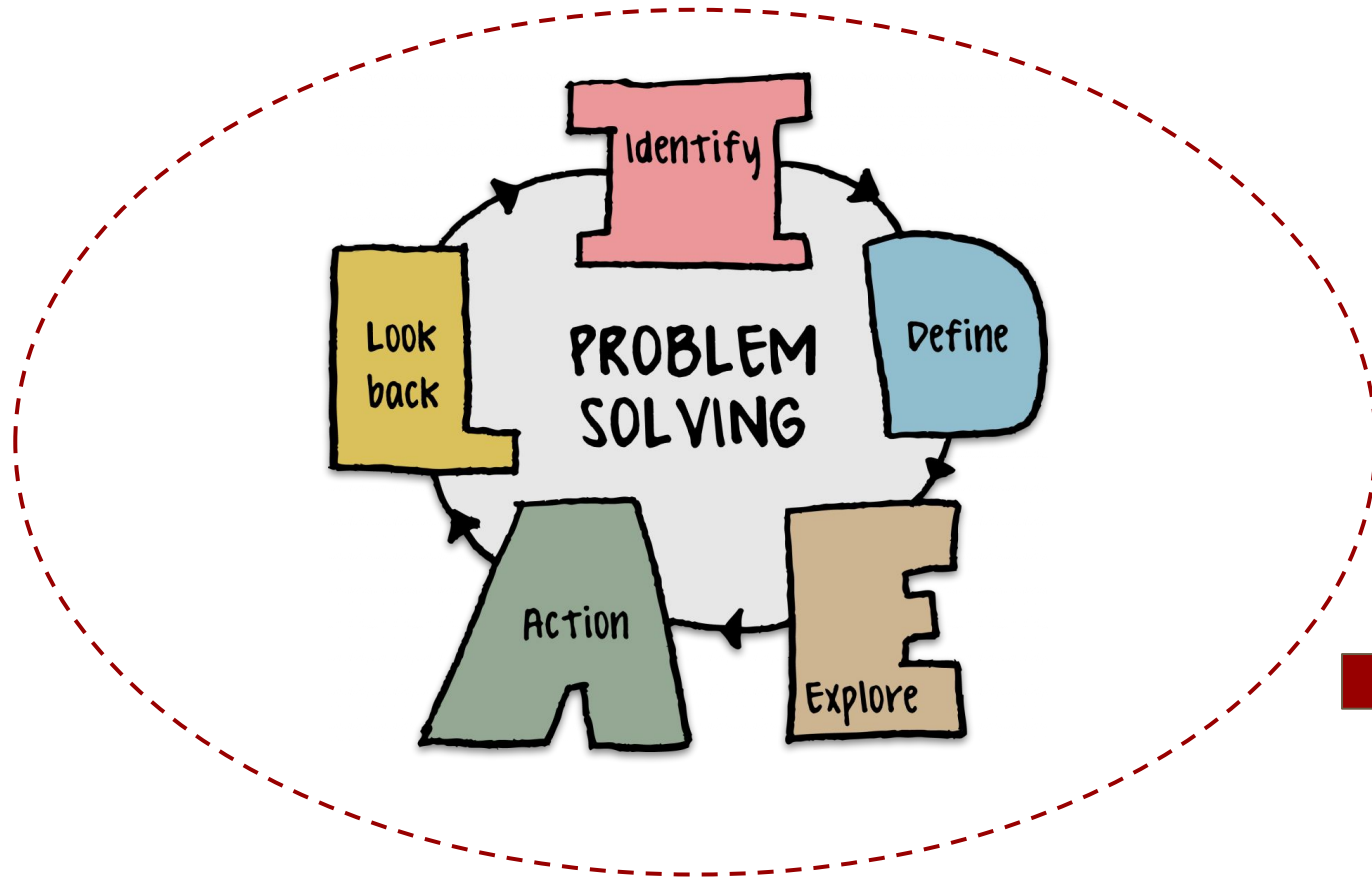 Identify
Define
Explore
Action
Look
back
PROBLEM
SOLVING